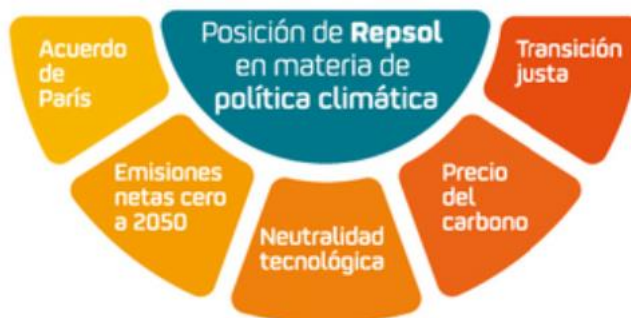 Posición de Repsol
en materia de
política climática
Acuerdo
de
París
Emisiones
netas cero
a 2050
Neutralidad
tecnológica
Precio
del
carbono
Transición
justa